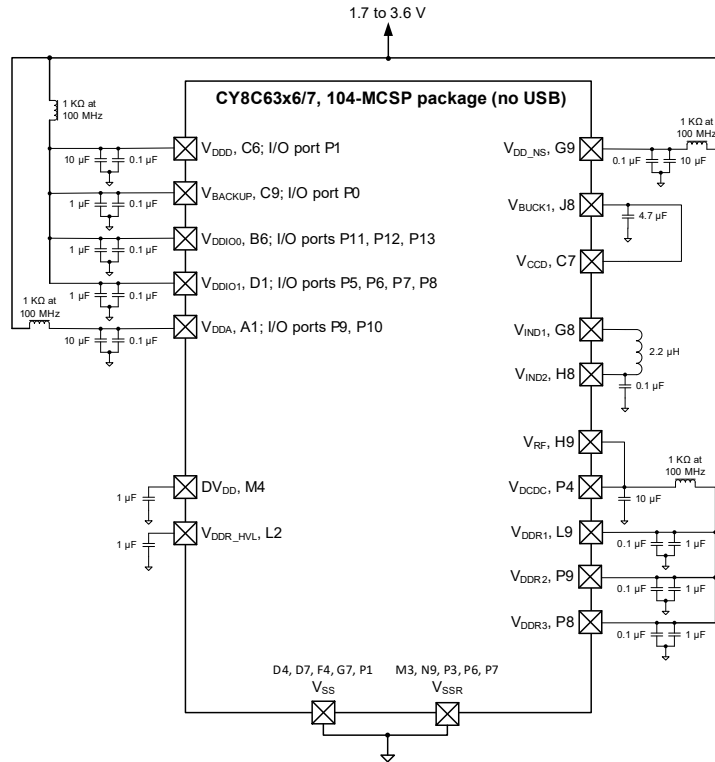 1.7 to 3.6 V
CY8C63x6/7, 104-MCSP package (no USB)
1 KΩ at
100 MHz
10 µF
0.1 µF
VDDD, C6; I/O port P1
1 µF
0.1 µF
VBACKUP, C9; I/O port P0
1 µF
0.1 µF
VDDIO0, B6; I/O ports P11, P12, P13
1 µF
0.1 µF
VDDIO1, D1; I/O ports P5, P6, P7, P8
1 KΩ at
100 MHz
10 µF
0.1 µF
VDDA, A1; I/O ports P9, P10
1 µF
DVDD, M4
1 µF
VDDR_HVL, L2
VDD_NS, G9
1 KΩ at
100 MHz
0.1 µF
10 µF
VBUCK1, J8
4.7 µF
VCCD, C7
VIND1, G8
2.2 µH
VIND2, H8
0.1 µF
VRF, H9
1 KΩ at
100 MHz
VDCDC, P4
10 µF
VDDR1, L9
0.1 µF
1 µF
VDDR2, P9
0.1 µF
1 µF
VDDR3, P8
0.1 µF
1 µF
D4, D7, F4, G7, P1
VSS
M3, N9, P3, P6, P7
VSSR